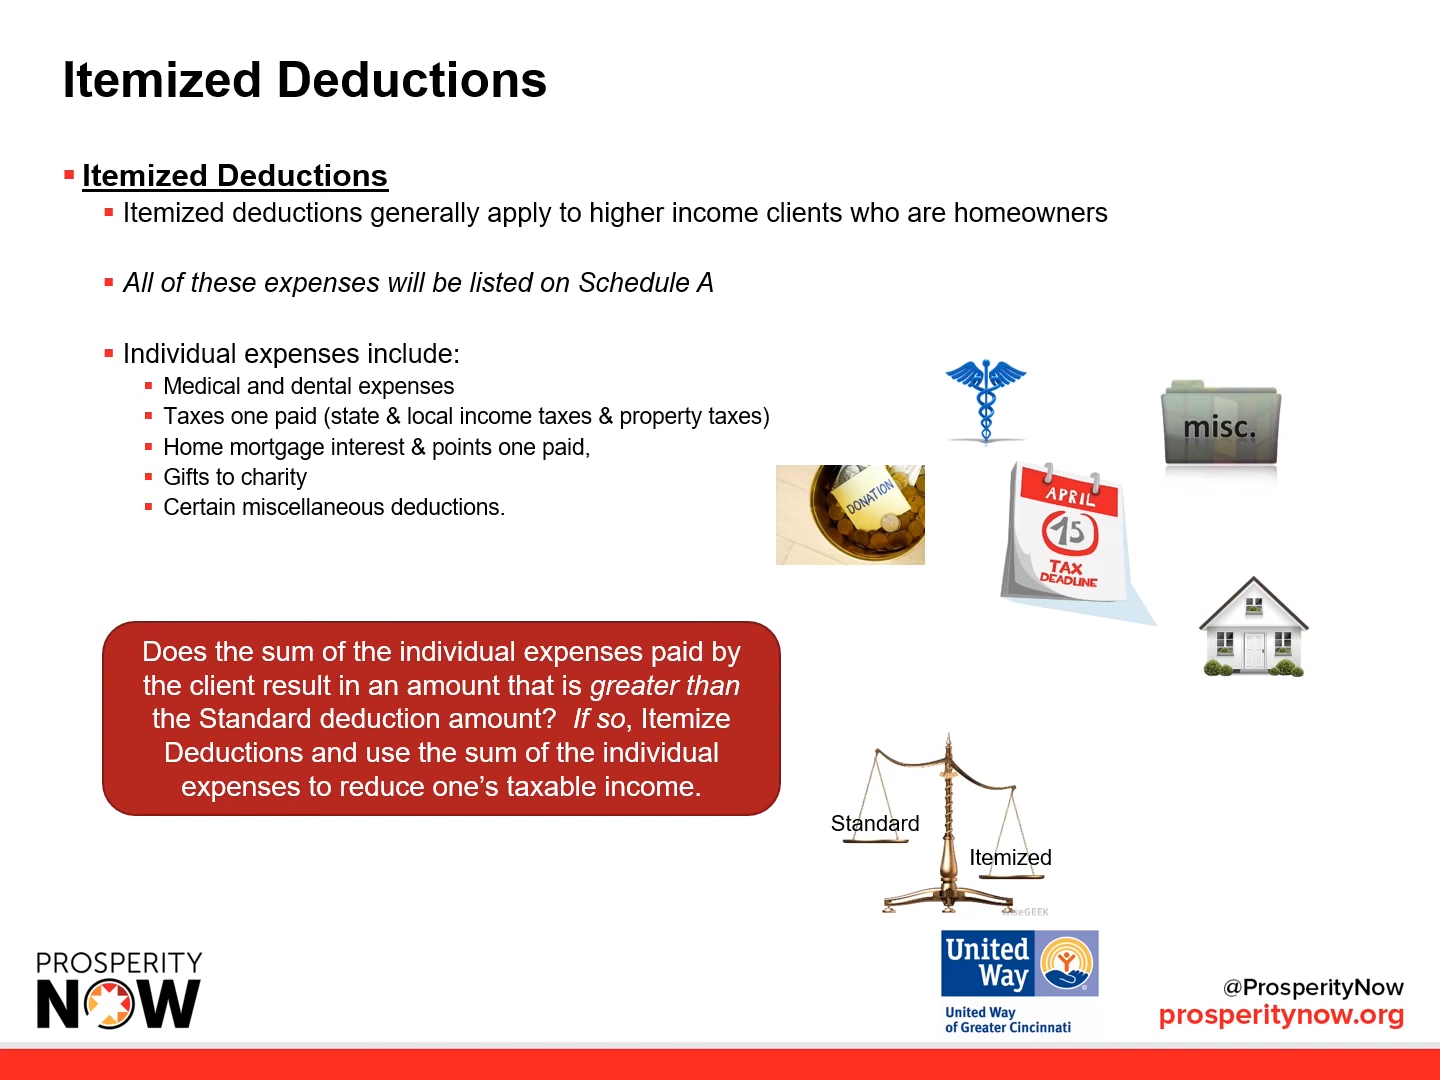 Itemized Deductions
Itemized Deductions
Itemized deductions generally apply to higher income clients who are homeowners
All of these expenses will be listed on Schedule A
Individual expenses include:
Medical and dental expenses
Taxes one paid (state & local income taxes & property taxes)
Home mortgage interest & points one paid,
Gifts to charity
Certain miscellaneous deductions.
misc.
DONATION
APRIL
15
TAX
DEADLINE
Does the sum of the individual expenses paid by
the client result in an amount that is greater than
the Standard deduction amount? If so, Itemize
Deductions and use the sum of the individual
expenses to reduce one’s taxable income.
Standard
Itemized
wiseGEEK
PROSPERITY
NOW
United
Way
United Way
of Greater Cincinnati
@ProsperityNow
prosperitynow.org